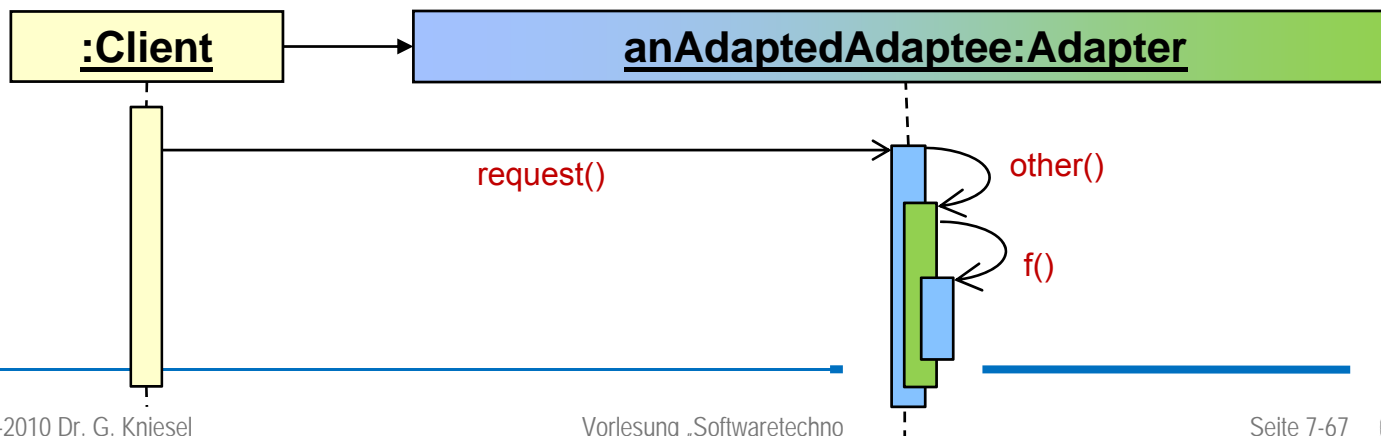 :Client
anAdaptedAdaptee:Adapter
request()
other()
f()
-2010 Dr. G. Kniesel
Vorlesung „Softwaretechno
Seite 7-67